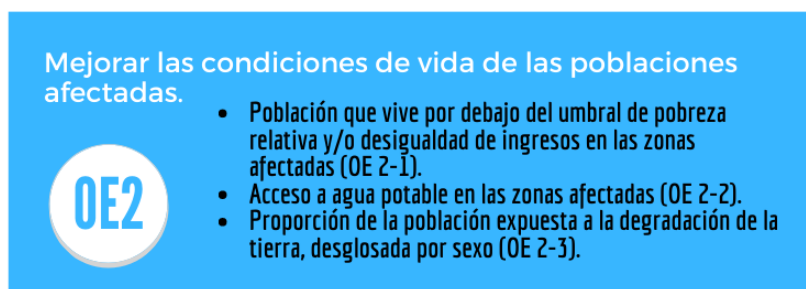 Mejorar las condiciones de vida de las poblaciones
afectadas.
• Población que vive por debajo del umbral de pobreza
relativa y/o desigualdad de ingresos en las zonas
afectadas (OE 2-1).
• Acceso a agua potable en las zonas afectadas (OE 2-2).
• Proporción de la población expuesta a la degradación de la
tierra, desglosada por sexo (OE 2-3).
OE2